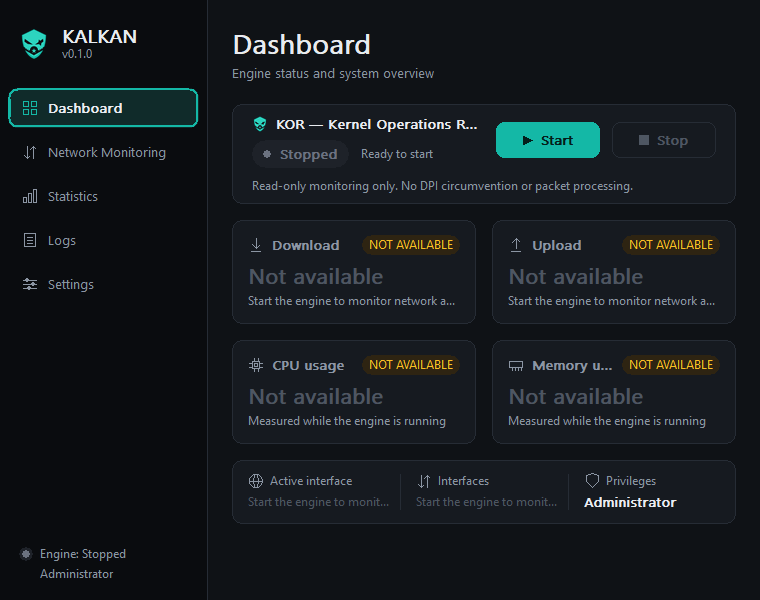 KALKAN
v0.1.0
Dashboard
Network Monitoring
Statistics
Logs
Settings
Engine: Stopped
Administrator
Dashboard
Engine status and system overview
KOR — Kernel Operations R...
Stopped
Ready to start
Start
Stop
Read-only monitoring only. No DPI circumvention or packet processing.
Download
NOT AVAILABLE
Not available
Start the engine to monitor network a...
Upload
NOT AVAILABLE
Not available
Start the engine to monitor network a...
CPU usage
NOT AVAILABLE
Not available
Measured while the engine is running
Memory u...
NOT AVAILABLE
Not available
Measured while the engine is running
Active interface
Start the engine to monit...
Interfaces
Start the engine to monit...
Privileges
Administrator